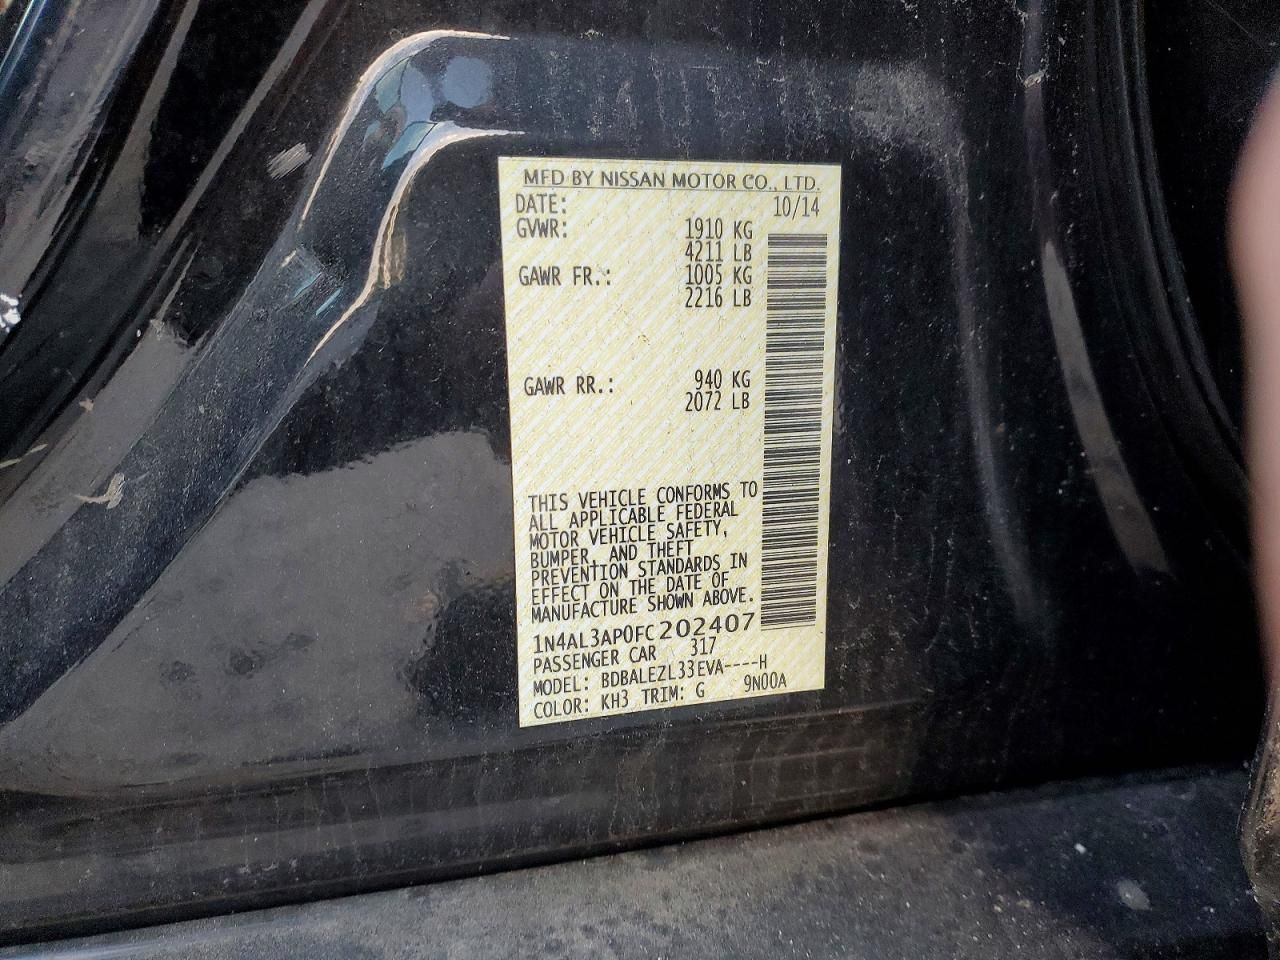 MFD BY NISSAN MOTOR CO., LTD.
DATE: 10/14
GVWR: 1910 KG
4211 LB
GAWR FR.: 1005 KG
2216 LB
GAWR RR.: 940 KG
2072 LB
THIS VEHICLE CONFORMS TO
ALL APPLICABLE FEDERAL
MOTOR VEHICLE SAFETY,
BUMPER, AND THEFT
PREVENTION STANDARDS IN
EFFECT ON THE DATE OF
MANUFACTURE SHOWN ABOVE.
1N4AL3AP0FC202407
PASSENGER CAR 317
MODEL: BDBALEZL33EVA----H
COLOR: KH3 TRIM: G 9N00A